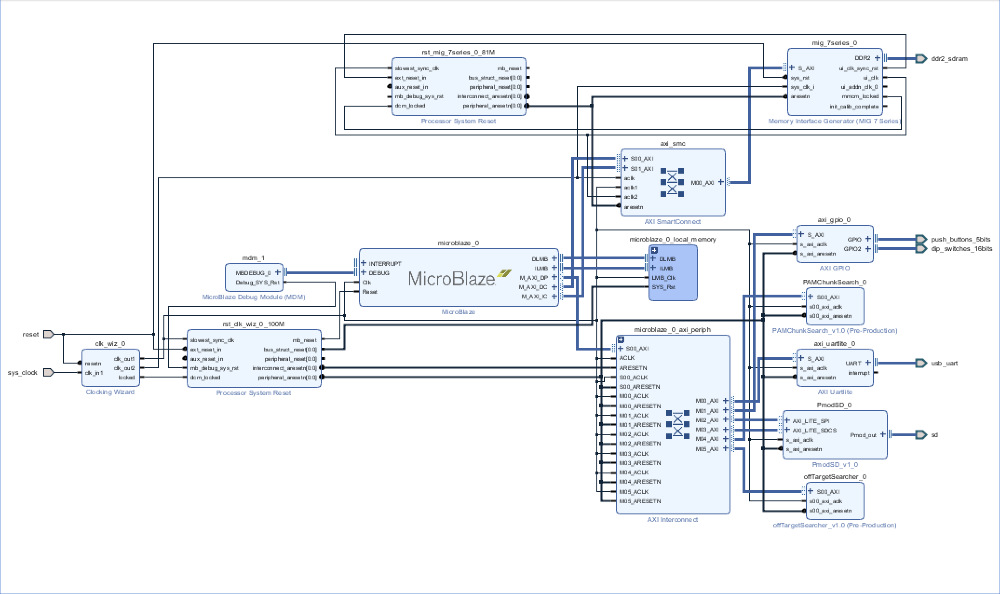 rst_mig_7series_0_81M
slowest_sync_clk
ext_reset_in
aux_reset_in
mb_debug_sys_rst
dcm_locked
mb_reset
bus_struct_reset[0:0]
peripheral_reset[0:0]
interconnect_aresetn[0:0]
peripheral_aresetn[0:0]
Processor System Reset
mig_7series_0
S_AXI
sys_rst
sys_clk_i
aresetn
DDR2
ui_clk_sync_rst
ui_clk
ui_addn_clk_0
mmcm_locked
init_calib_complete
Memory Interface Generator (MIG 7 Series)
ddr2_sdram
axi_smc
S00_AXI
S01_AXI
aclk
aclk1
aclk2
aresetn
M00_AXI
AXI SmartConnect
axi_gpio_0
S_AXI
s_axi_aclk
s_axi_aresetn
GPIO
GPIO2
AXI GPIO
push_buttons_5bits
dip_switches_16bits
mdm_1
MBDEBUG_0
Debug_SYS_Rst
MicroBlaze Debug Module (MDM)
microblaze_0
INTERRUPT
DEBUG
Clk
Reset
MicroBlaze
DLMB
ILMB
M_AXI_DP
M_AXI_DC
M_AXI_IC
MicroBlaze
microblaze_0_local_memory
DLMB
ILMB
LMB_Clk
SYS_Rst
PAMChunkSearch_0
S00_AXI
s00_axi_aclk
s00_axi_aresetn
PAMChunkSearch_v1.0 (Pre-Production)
reset
sys_clock
clk_wiz_0
resetn
clk_in1
clk_out1
clk_out2
locked
Clocking Wizard
rst_clk_wiz_0_100M
slowest_sync_clk
ext_reset_in
aux_reset_in
mb_debug_sys_rst
dcm_locked
mb_reset
bus_struct_reset[0:0]
peripheral_reset[0:0]
interconnect_aresetn[0:0]
peripheral_aresetn[0:0]
Processor System Reset
microblaze_0_axi_periph
S00_AXI
ACLK
ARESETN
S00_ACLK
S00_ARESETN
M00_ACLK
M00_ARESETN
M01_ACLK
M01_ARESETN
M02_ACLK
M02_ARESETN
M03_ACLK
M03_ARESETN
M04_ACLK
M04_ARESETN
M05_ACLK
M05_ARESETN
M00_AXI
M01_AXI
M02_AXI
M03_AXI
M04_AXI
M05_AXI
AXI Interconnect
axi_uartlite_0
S_AXI
s_axi_aclk
s_axi_aresetn
UART
interrupt
AXI Uartlite
usb_uart
PmodSD_0
AXI_LITE_SPI
AXI_LITE_SDCS
s_axi_aclk
s_axi_aresetn
Pmod_out
PmodSD_v1_0
sd
offTargetSearcher_0
S00_AXI
s00_axi_aclk
s00_axi_aresetn
offTargetSearcher_v1.0 (Pre-Production)